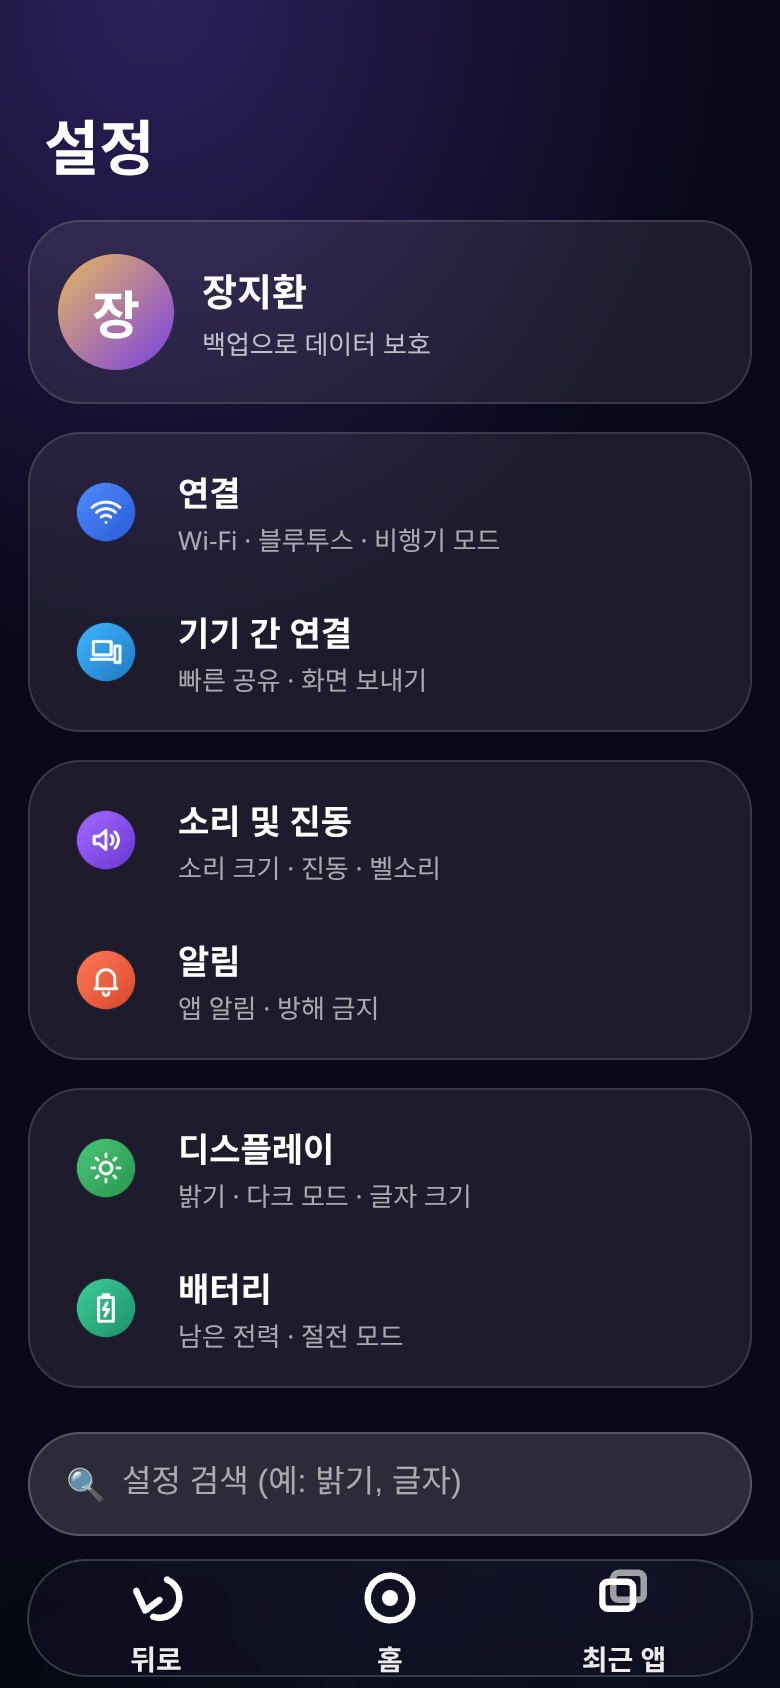 설정
장
장지환
백업으로 데이터 보호
연결
Wi-Fi · 블루투스 · 비행기 모드
기기 간 연결
빠른 공유 · 화면 보내기
소리 및 진동
소리 크기 · 진동 · 벨소리
알림
앱 알림 · 방해 금지
디스플레이
밝기 · 다크 모드 · 글자 크기
배터리
남은 전력 · 절전 모드
설정 검색 (예: 밝기, 글자)
뒤로 홈 최근 앱